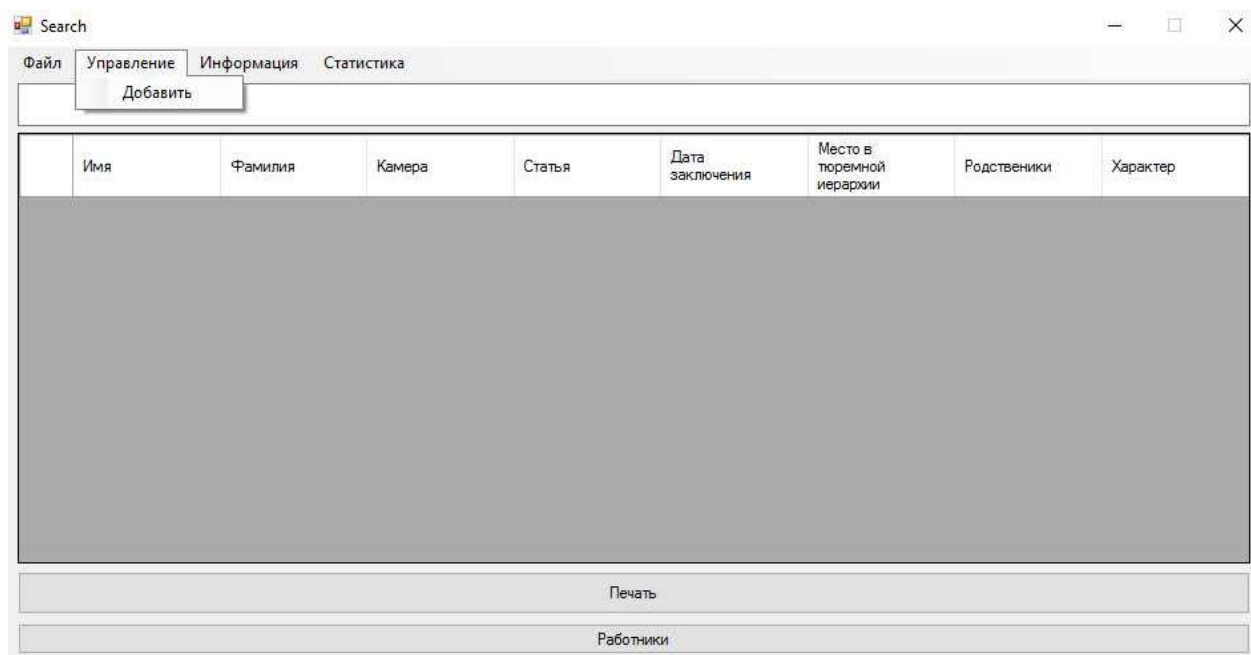 Search
Файл Управление Информация Статистика
Добавить
Имя Фамилия Камера Статья Дата заключения Место в тюремной иерархии Родственики Характер
Печать
Работники